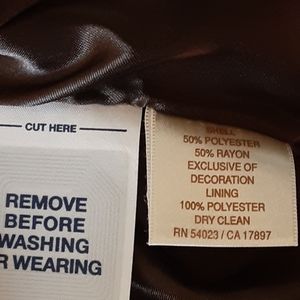 CUT HERE
REMOVE
BEFORE
WASHING
R WEARING
SHELL
50% POLYESTER
50% RAYON
EXCLUSIVE OF
DECORATION
LINING
100% POLYESTER
DRY CLEAN
RN 54023 / CA 17897